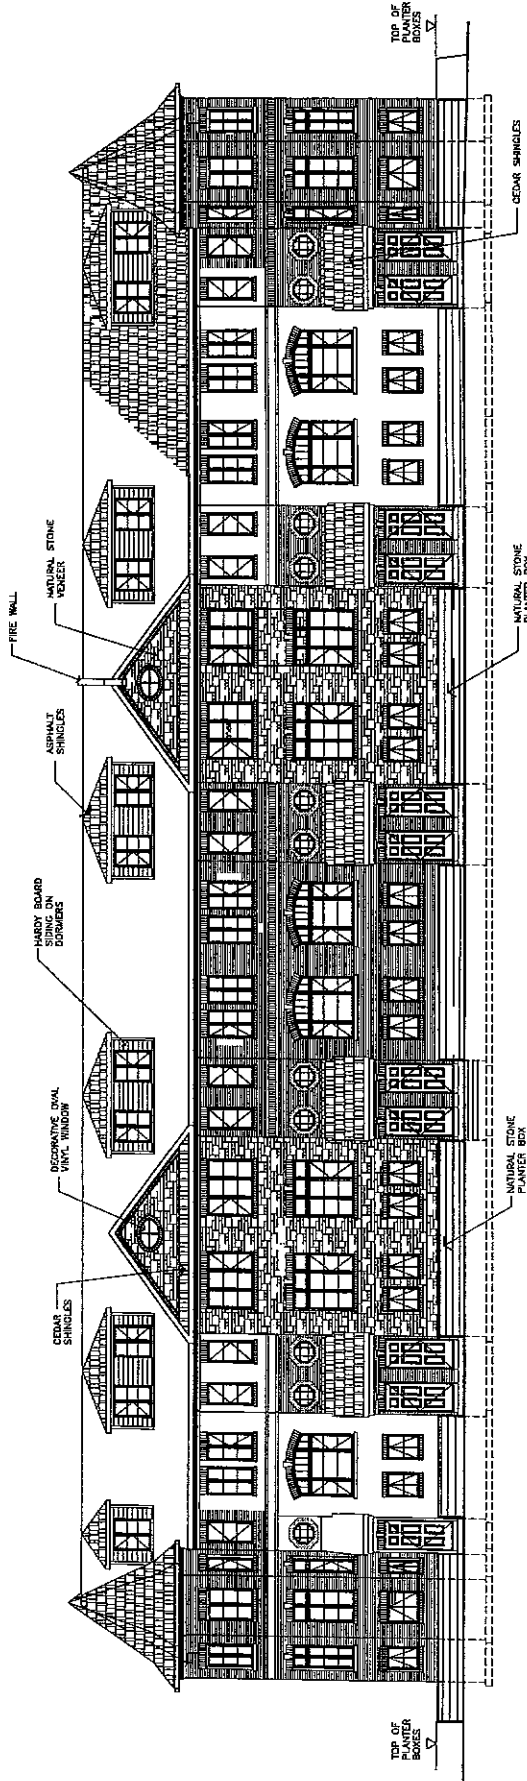 TOP OF
PLANTER
BOXES
CEDAR
SHINGLES
DECORATIVE OVAL
VINYL WINDOW
HARDY BOARD
SIDING ON
DORMERS
ASPHALT
SHINGLES
FIRE WALL
NATURAL STONE
VENEER
TOP OF
PLANTER
BOXES
NATURAL STONE
PLANTER BOX
NATURAL STONE
PLANTER BOX
CEDAR SHINGLES